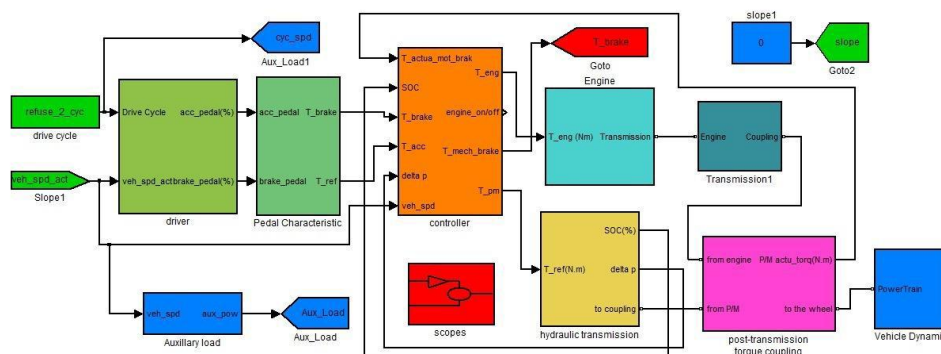 cyc_spd
Aux_Load1
refuse_2_cyc
drive cycle
veh_spd_act
Slope1
Drive Cycle
acc_pedal(%)
veh_spd_act
brake_pedal(%)
driver
acc_pedal
T_brake
brake_pedal
T_ref
Pedal Characteristic
T_actua_mot_brak
SOC
T_brake
T_acc
delta p
veh_spd
T_eng
engine_on/off
T_mech_brake
T_pm
controller
T_brake
Goto
Engine
T_eng (Nm)
Transmission
Engine
Coupling
Transmission1
slope1
0
slope
Goto2
veh_spd
aux_pow
Auxillary load
Aux_Load
Aux_Load
scopes
SOC(%)
T_ref(N.m)
delta p
to coupling
hydraulic transmission
from engine
P/M actu_torq(N.m)
from P/M
to the wheel
post-transmission
torque coupling
PowerTrain
Vehicle Dynami